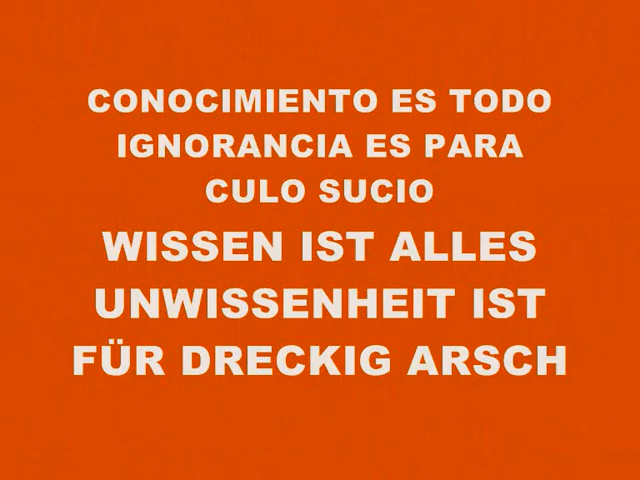 CONOCIMIENTO ES TODO
IGNORANCIA ES PARA
CULO SUCIO
WISSEN IST ALLES
UNWISSENHEIT IST
FÜR DRECKIG ARSCH